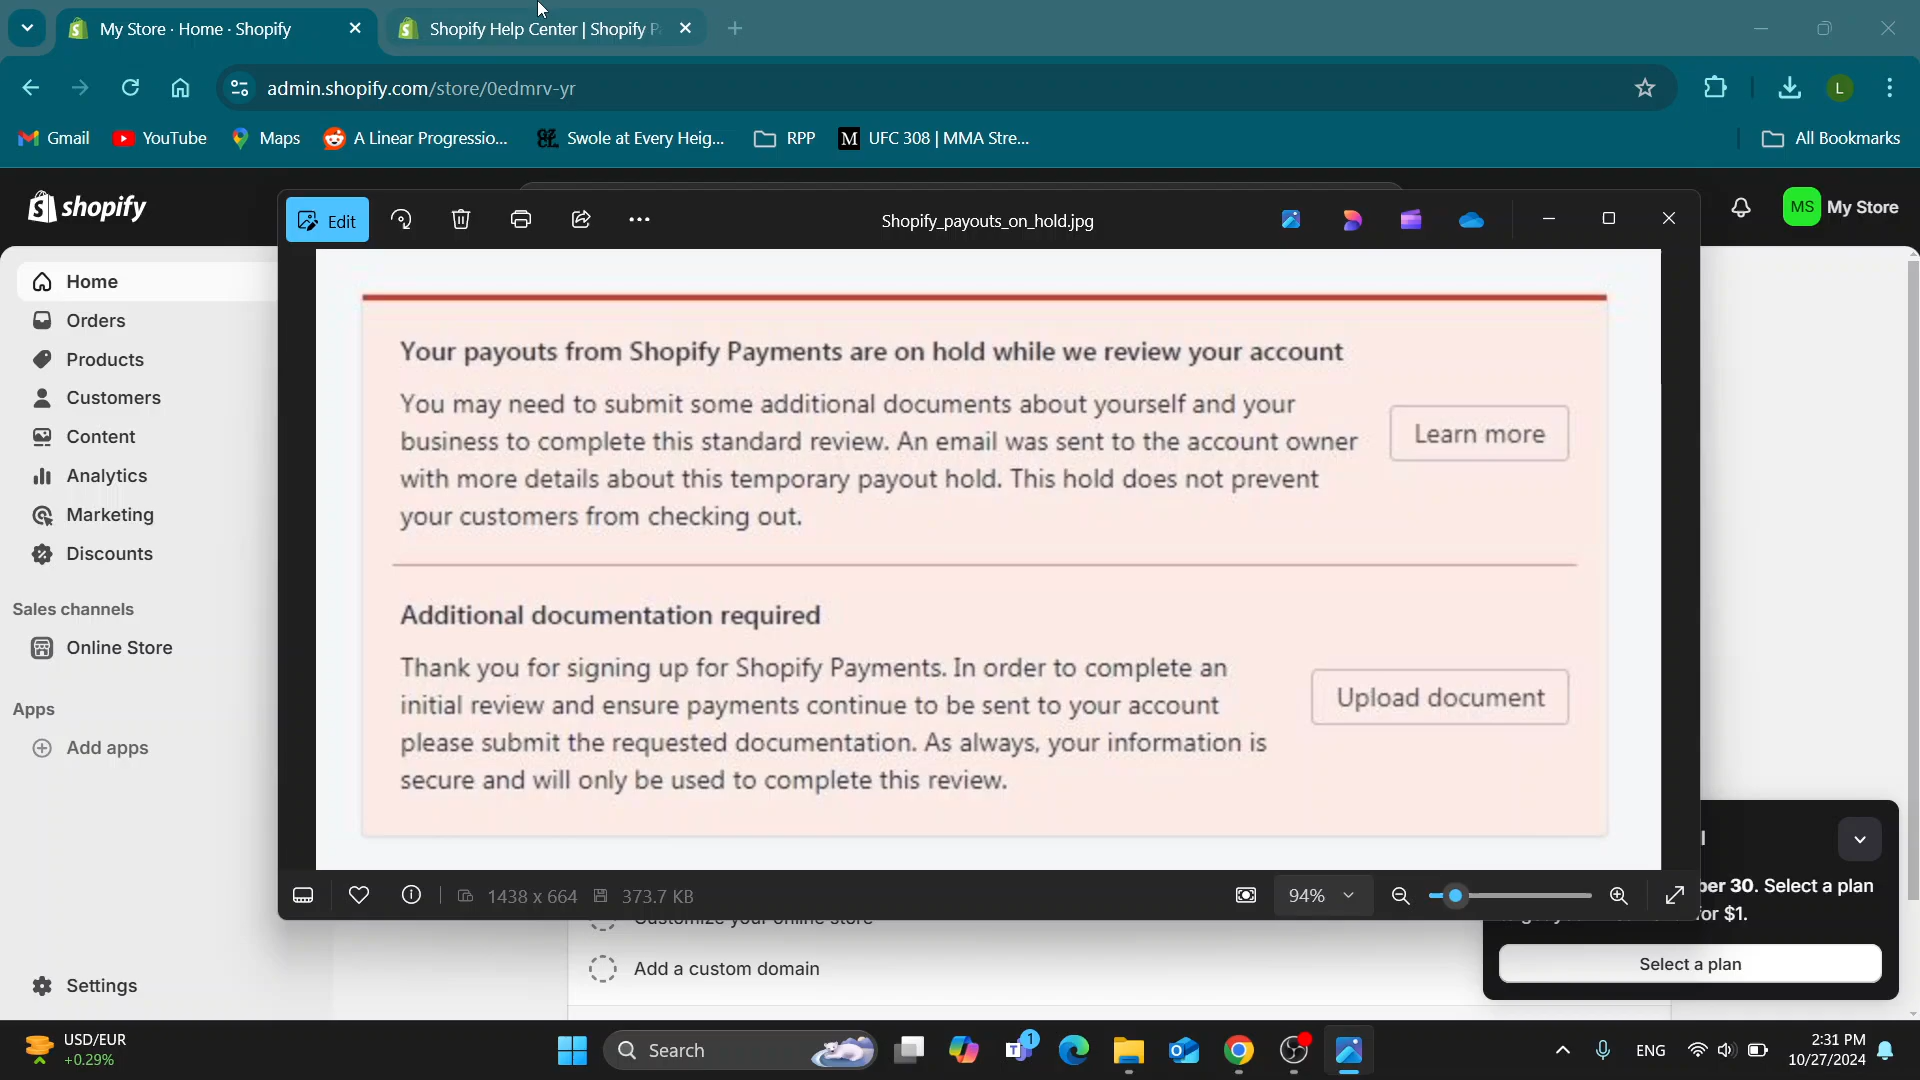 My Store · Home · Shopify
Shopify Help Center | Shopify P
admin.shopify.com/store/0edmrv-yr
L
Gmail
YouTube
Maps
A Linear Progressio...
Swole at Every Heig...
RPP
M
UFC 308 | MMA Stre...
All Bookmarks
shopify
Edit
Shopify_payouts_on_hold.jpg
MS
My Store
Home
Orders
Products
Customers
Content
Analytics
Marketing
Discounts
Sales channels
Online Store
Apps
Add apps
Settings
Your payouts from Shopify Payments are on hold while we review your account
You may need to submit some additional documents about yourself and your
business to complete this standard review. An email was sent to the account owner
with more details about this temporary payout hold. This hold does not prevent
your customers from checking out.
Learn more
Additional documentation required
Thank you for signing up for Shopify Payments. In order to complete an
initial review and ensure payments continue to be sent to your account
please submit the requested documentation. As always, your information is
secure and will only be used to complete this review.
Upload document
1438 x 664
373.7 KB
94%
Customize your online store
Add a custom domain
ber 30. Select a plan
for $1.
Select a plan
USD/EUR
+0.29%
Search
1
ENG
2:31 PM
10/27/2024